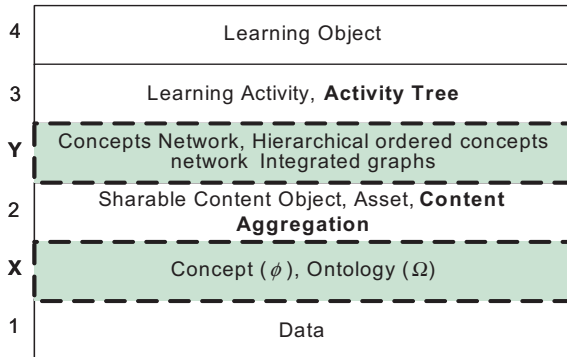 4 Learning Object
3 Learning Activity, Activity Tree
Y Concepts Network, Hierarchical ordered concepts
network Integrated graphs
2 Sharable Content Object, Asset, Content
Aggregation
X Concept (ϕ), Ontology (Ω)
1 Data